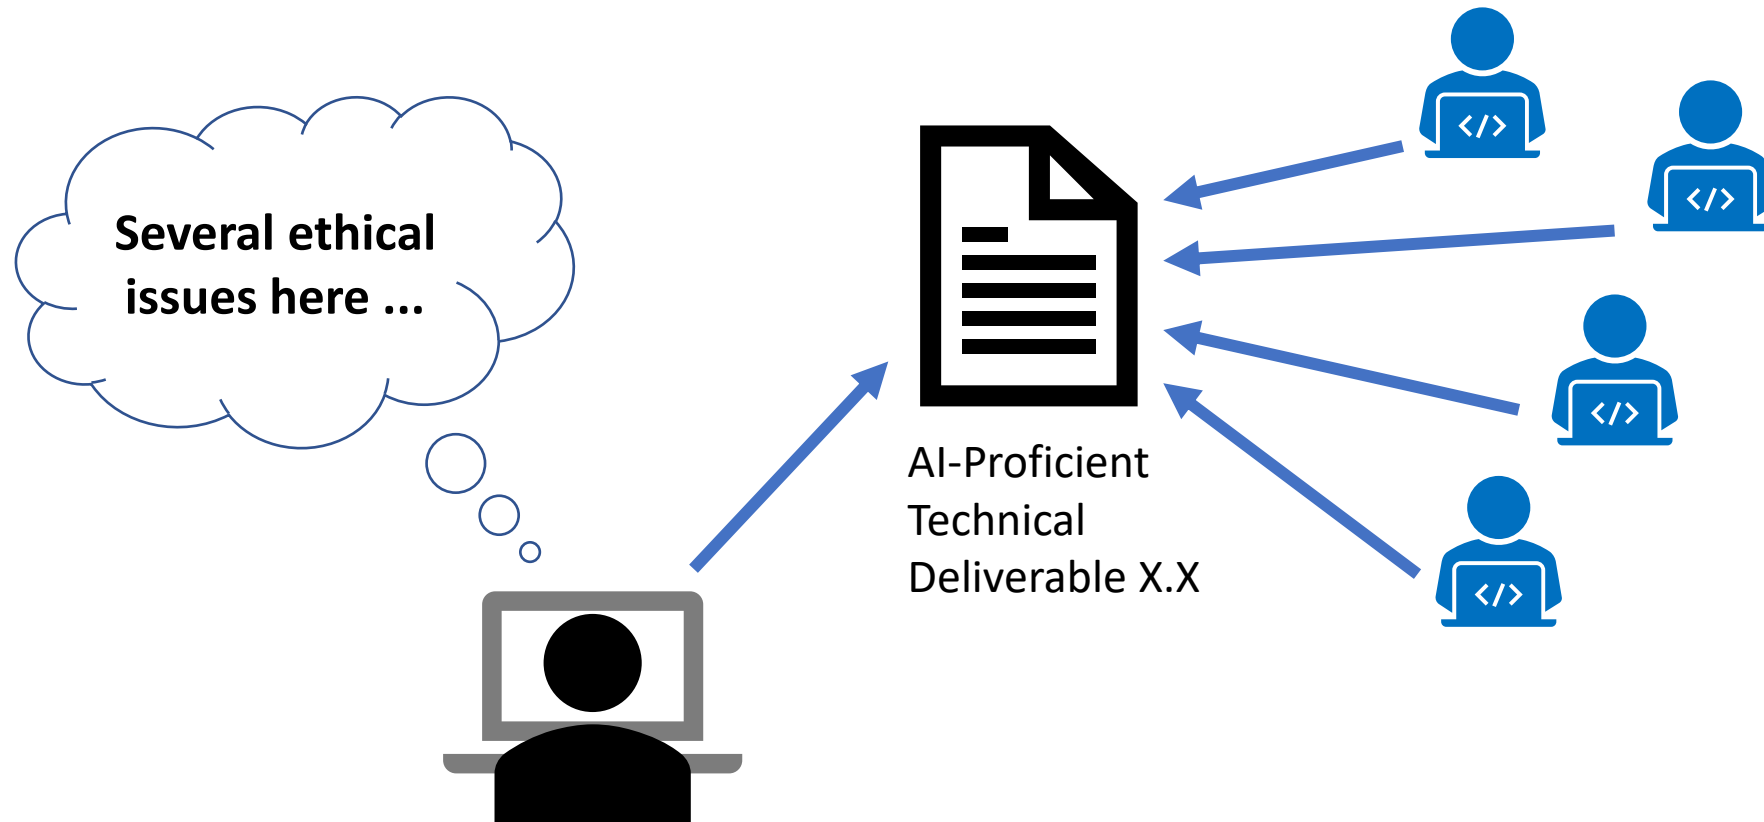 Several ethical
issues here ...
AI-Proficient
Technical
Deliverable X.X
</>
</>
</>
</>